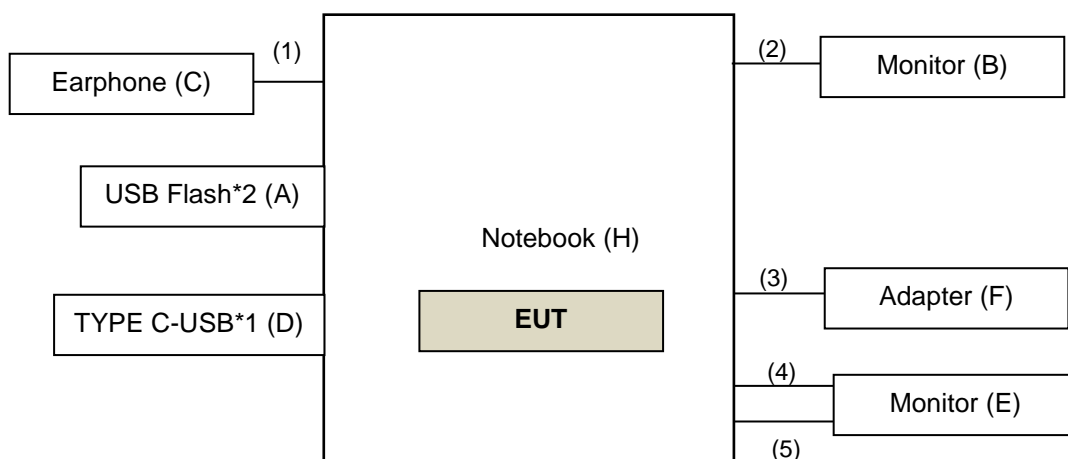 (1)
Earphone (C)
(2)
Monitor (B)
USB Flash*2 (A)
Notebook (H)
(3)
TYPE C-USB*1 (D)
EUT
Adapter (F)
(4)
Monitor (E)
(5)